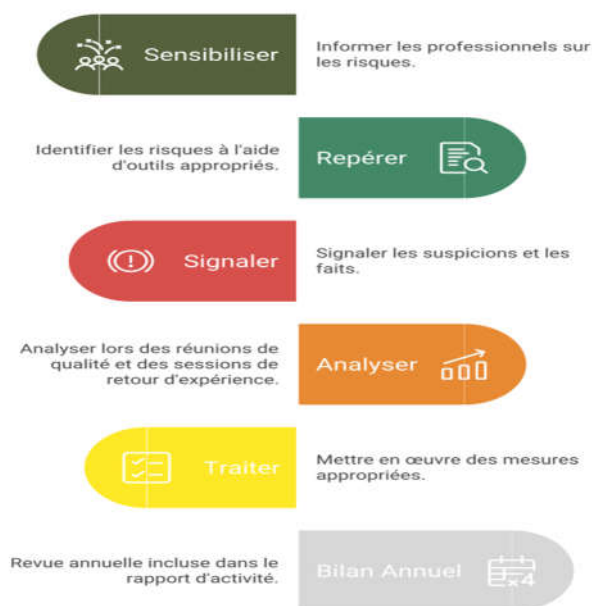 Sensibiliser
Informer les professionnels sur
les risques.
Identifier les risques à l'aide
d'outils appropriés.
Repérer
Signaler
Signaler les suspicions et les
faits.
Analyser lors des réunions de
qualité et des sessions de
retour d'expérience.
Analyser
Traiter
Mettre en œuvre des mesures
appropriées.
Revue annuelle incluse dans le
rapport d'activité.
Bilan Annuel
x4